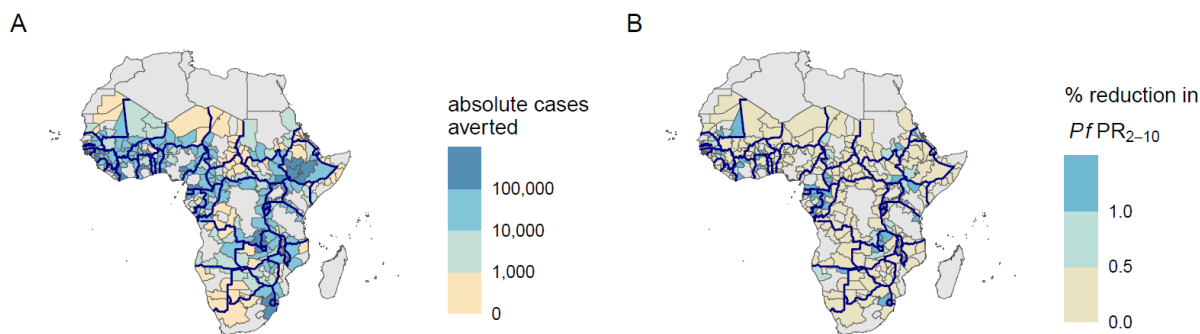 A
absolute cases
averted
100,000
10,000
1,000
0
B
% reduction in
PfPR2–10
1.0
0.5
0.0